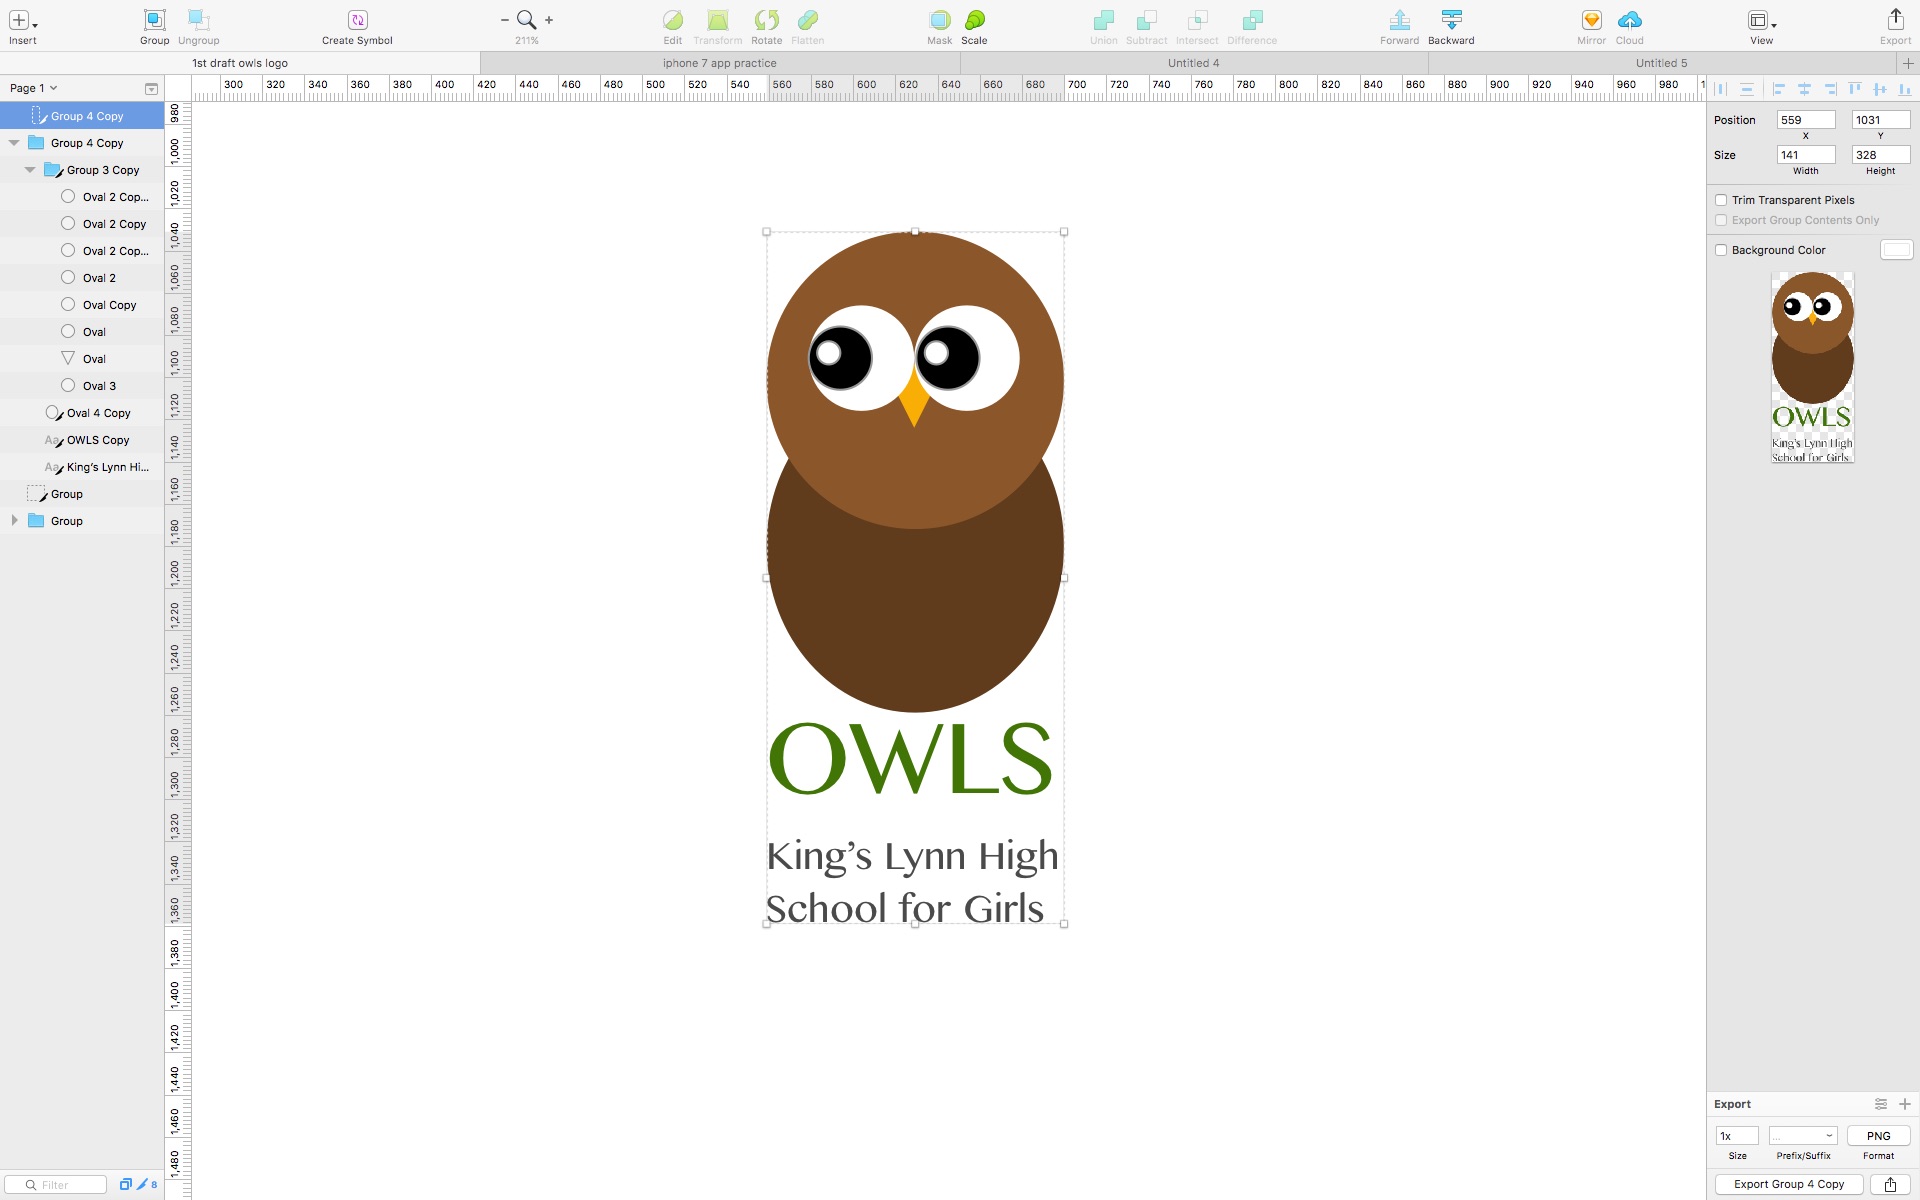 Insert
Group
Ungroup
Create Symbol
211%
Edit
Transform
Rotate
Flatten
Mask
Scale
Union
Subtract
Intersect
Difference
Forward
Backward
Mirror
Cloud
View
Export
1st draft owls logo
iphone 7 app practice
Untitled 4
Untitled 5
Page 1
300 320 340 360 380 400 420 440 460 480 500 520 540 560 580 600 620 640 660 680 700 720 740 760 780 800 820 840 860 880 900 920 940 960 980 1
980
1,000
1,020
1,040
1,060
1,080
1,100
1,120
1,140
1,160
1,180
1,200
1,220
1,240
1,260
1,280
1,300
1,320
1,340
1,360
1,380
1,400
1,420
1,440
1,460
1,480
Group 4 Copy
Group 4 Copy
Group 3 Copy
Oval 2 Cop...
Oval 2 Copy
Oval 2 Cop...
Oval 2
Oval Copy
Oval
Oval
Oval 3
Oval 4 Copy
Aa OWLS Copy
Aa King's Lynn Hi...
Group
Group
Filter
8
OWLS
King's Lynn High
School for Girls
Position 559 1031
X Y
Size 141 328
Width Height
Trim Transparent Pixels
Export Group Contents Only
Background Color
OWLS
King's Lynn High
School for Girls
Export
1x ... PNG
Size Prefix/Suffix Format
Export Group 4 Copy